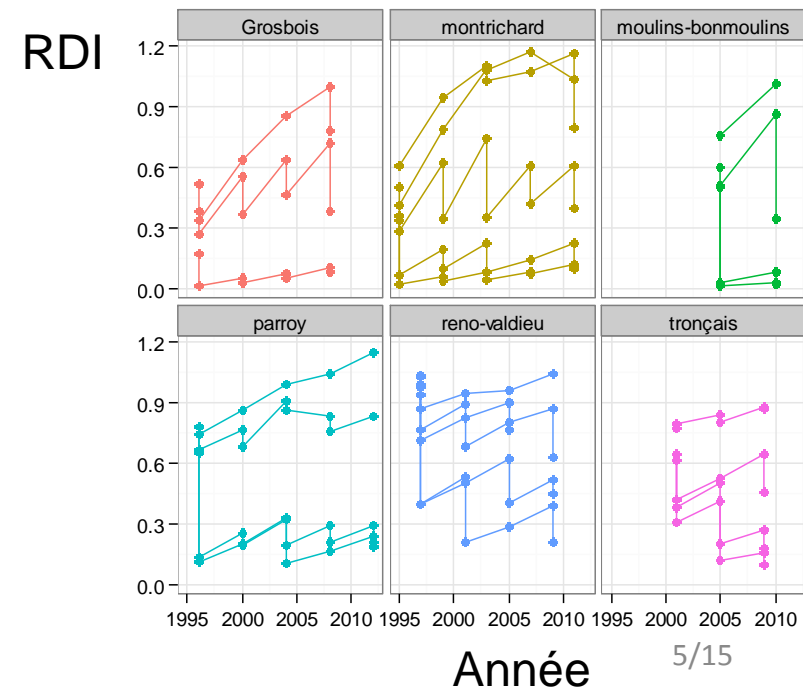 RDI
Grosbois montrichard moulins-bonmoulins
1.2
0.9
0.6
0.3
0.0
parroy reno-valdieu tronçais
1.2
0.9
0.6
0.3
0.0
1995 2000 2005 2010 1995 2000 2005 2010 1995 2000 2005 2010
Année
5/15